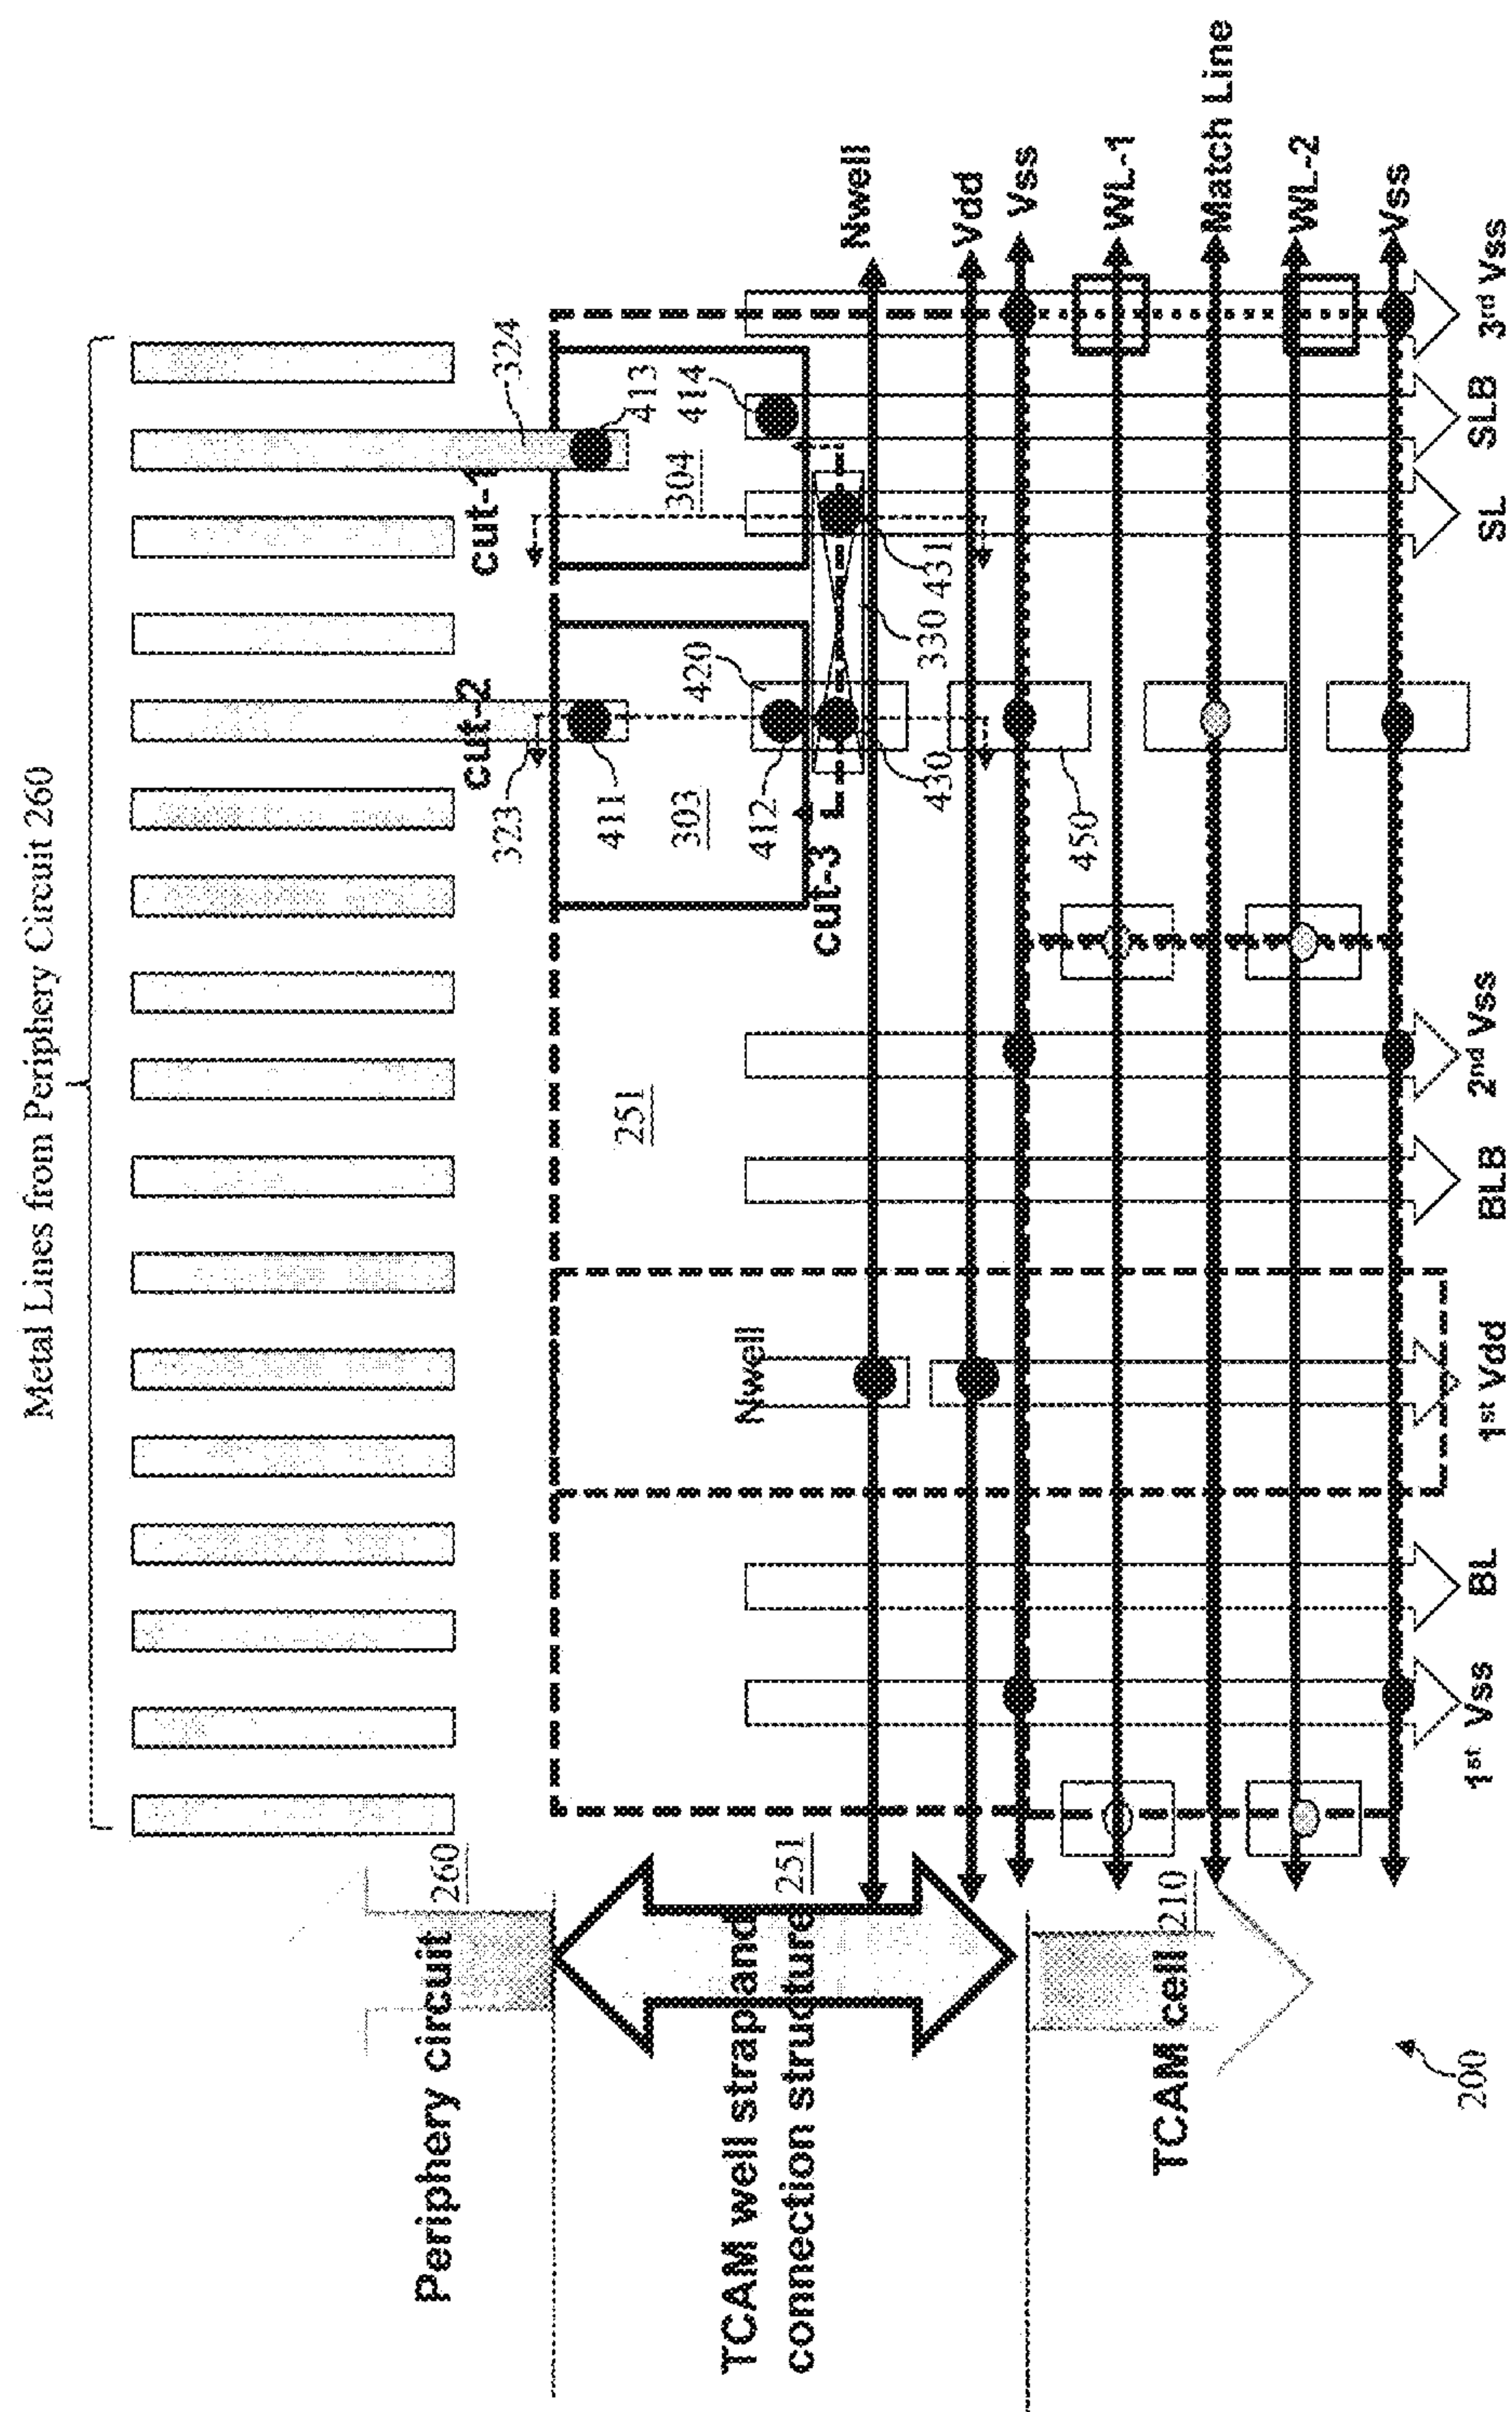 Metal Lines from Periphery Circuit 260
324
cut-1
413
414
304
Nwell
Vdd
Vss
WL-1
Match Line
WL-2
Vss
3rd Vss
SLB
SL
cut-2
323
411
303
420
412
cut-3
430
330
431
450
251
2nd Vss
BLB
Nwell
1st Vdd
BL
1st Vss
Periphery circuit 260
TCAM well strap and
connection structure 251
TCAM cell 210
200